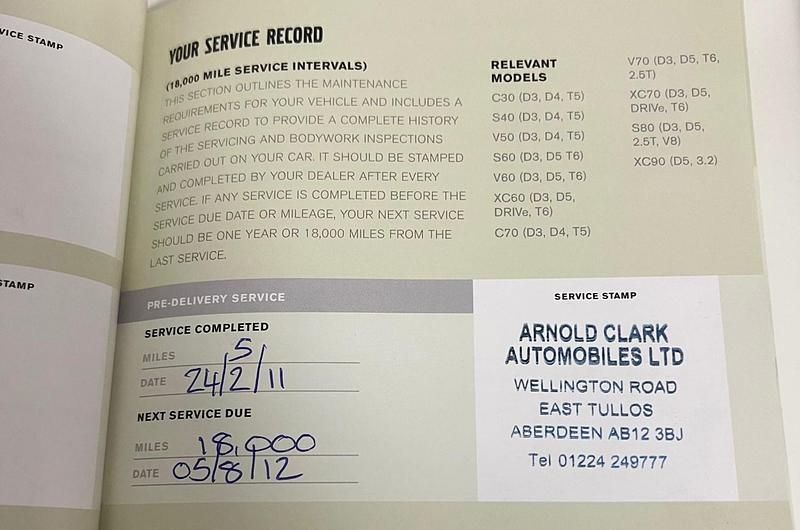 VICE STAMP
STAMP
YOUR SERVICE RECORD
(18,000 MILE SERVICE INTERVALS)
THIS SECTION OUTLINES THE MAINTENANCE
REQUIREMENTS FOR YOUR VEHICLE AND INCLUDES A
SERVICE RECORD TO PROVIDE A COMPLETE HISTORY
OF THE SERVICING AND BODYWORK INSPECTIONS
CARRIED OUT ON YOUR CAR. IT SHOULD BE STAMPED
AND COMPLETED BY YOUR DEALER AFTER EVERY
SERVICE. IF ANY SERVICE IS COMPLETED BEFORE THE
SERVICE DUE DATE OR MILEAGE, YOUR NEXT SERVICE
SHOULD BE ONE YEAR OR 18,000 MILES FROM THE
LAST SERVICE.
RELEVANT
MODELS
C30 (D3, D4, T5)
S40 (D3, D4, T5)
V50 (D3, D4, T5)
S60 (D3, D5 T6)
V60 (D3, D5, T6)
XC60 (D3, D5,
DRIVe, T6)
C70 (D3, D4, T5)
V70 (D3, D5, T6,
2.5T)
XC70 (D3, D5,
DRIVe, T6)
S80 (D3, D5,
2.5T, V8)
XC90 (D5, 3.2)
PRE-DELIVERY SERVICE
SERVICE COMPLETED
MILES 5
DATE 24/2/11
NEXT SERVICE DUE
MILES 18,000
DATE 05/8/12
SERVICE STAMP
ARNOLD CLARK
AUTOMOBILES LTD
WELLINGTON ROAD
EAST TULLOS
ABERDEEN AB12 3BJ
Tel 01224 249777